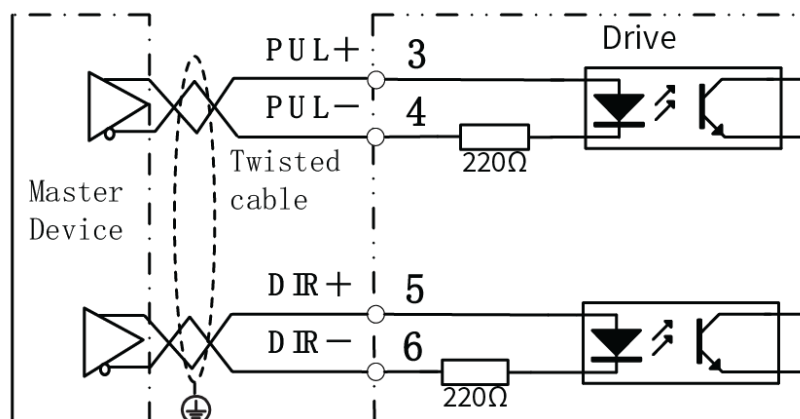 Drive
PUL+ 3
PUL− 4
220Ω
Twisted
cable
Master
Device
DIR+ 5
DIR− 6
220Ω